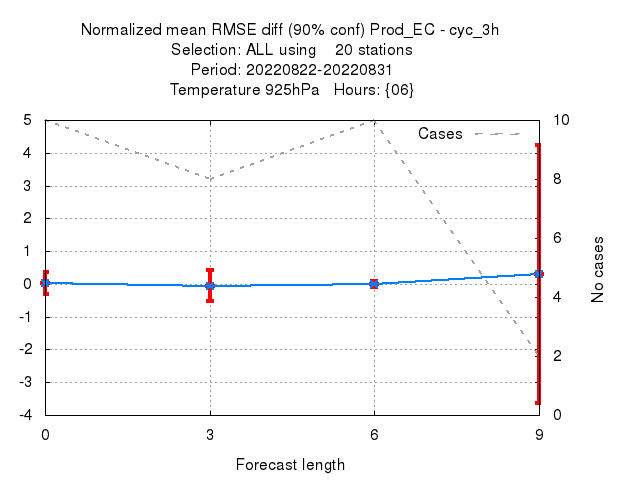 Normalized mean RMSE diff (90% conf) Prod_EC - cyc_3h
Selection: ALL using    20 stations
Period: 20220822-20220831
Temperature 925hPa   Hours: {06}
Cases
5
4
3
2
1
0
-1
-2
-3
-4
10
8
6
4
2
0
No cases
0 3 6 9
Forecast length